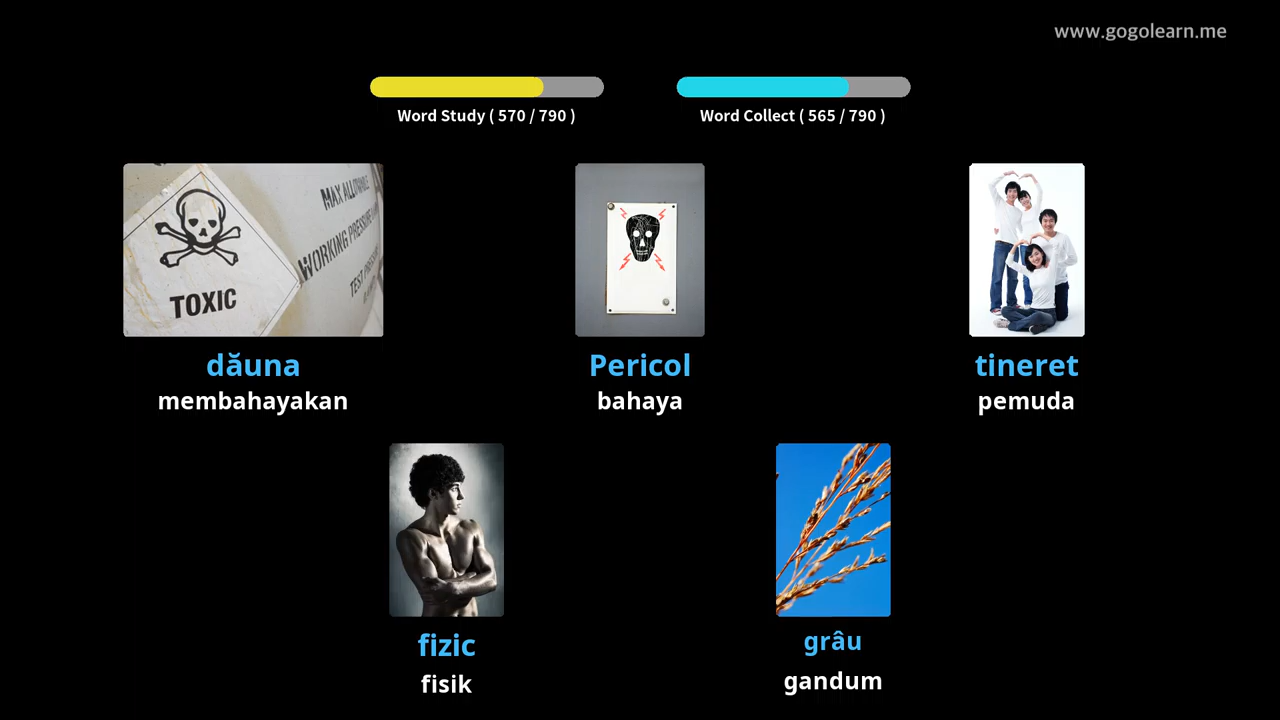 www.gogolearn.me
Word Study ( 570 / 790 )
Word Collect ( 565 / 790 )
MAX ALLOWABLE
WORKING PRESSURE
TEST
TOXIC
dăuna
membahayakan
Pericol
bahaya
tineret
pemuda
fizic
fisik
grâu
gandum